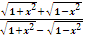 √1+x² + √1−x²
√1+x² − √1−x²